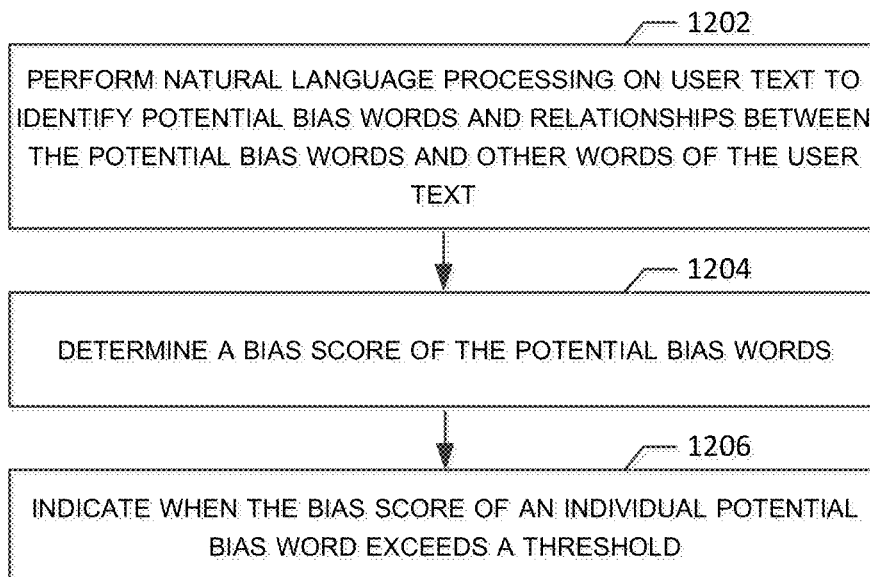 1202
PERFORM NATURAL LANGUAGE PROCESSING ON USER TEXT TO
IDENTIFY POTENTIAL BIAS WORDS AND RELATIONSHIPS BETWEEN
THE POTENTIAL BIAS WORDS AND OTHER WORDS OF THE USER
TEXT
1204
DETERMINE A BIAS SCORE OF THE POTENTIAL BIAS WORDS
1206
INDICATE WHEN THE BIAS SCORE OF AN INDIVIDUAL POTENTIAL
BIAS WORD EXCEEDS A THRESHOLD